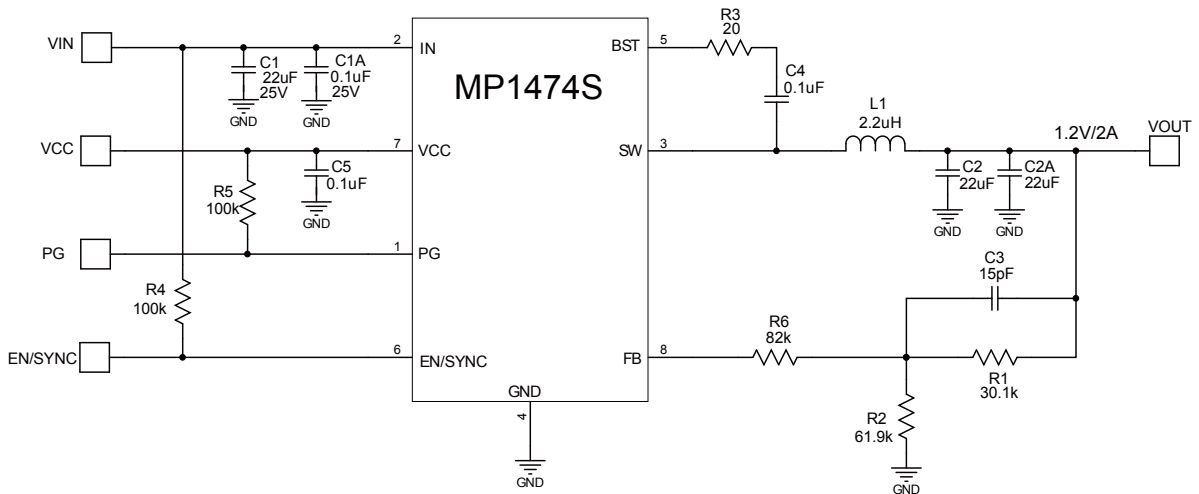 VIN
2
IN
C1
22uF
25V
GND
C1A
0.1uF
25V
GND
MP1474S
BST
5
R3
20
C4
0.1uF
L1
2.2uH
1.2V/2A
VOUT
VCC
7
VCC
C5
0.1uF
GND
R5
100k
SW
3
C2
22uF
GND
C2A
22uF
GND
PG
1
PG
R4
100k
C3
15pF
EN/SYNC
6
EN/SYNC
FB
8
R6
82k
R1
30.1k
R2
61.9k
GND
GND
4
GND